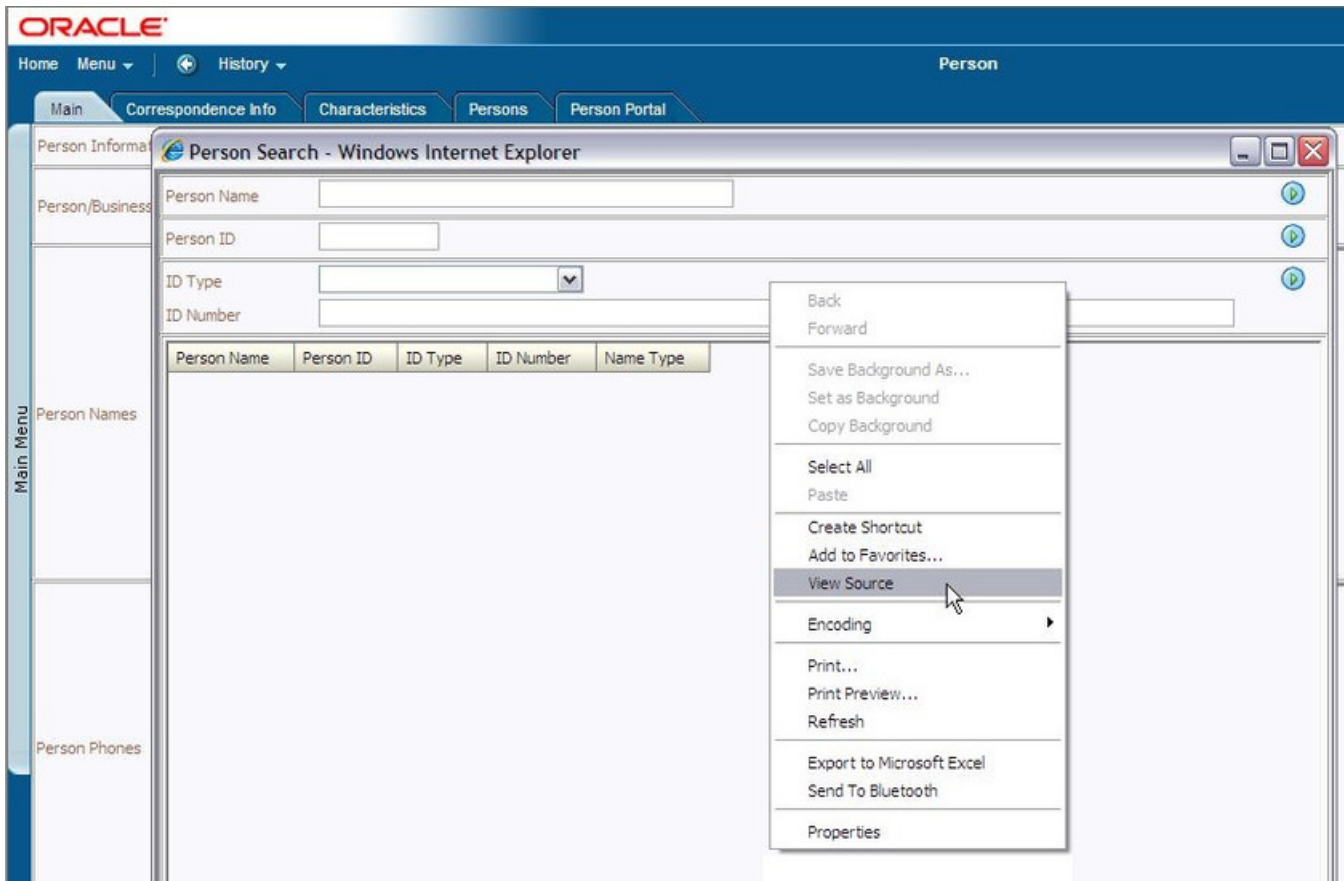 ORACLE
Home Menu History Person
Main Correspondence Info Characteristics Persons Person Portal
Person Informat
Person Search - Windows Internet Explorer
Person/Business
Person Name
Person ID
ID Type
ID Number
Person Name Person ID ID Type ID Number Name Type
Main Menu
Person Names
Person Phones
Back
Forward
Save Background As...
Set as Background
Copy Background
Select All
Paste
Create Shortcut
Add to Favorites...
View Source
Encoding
Print...
Print Preview...
Refresh
Export to Microsoft Excel
Send To Bluetooth
Properties